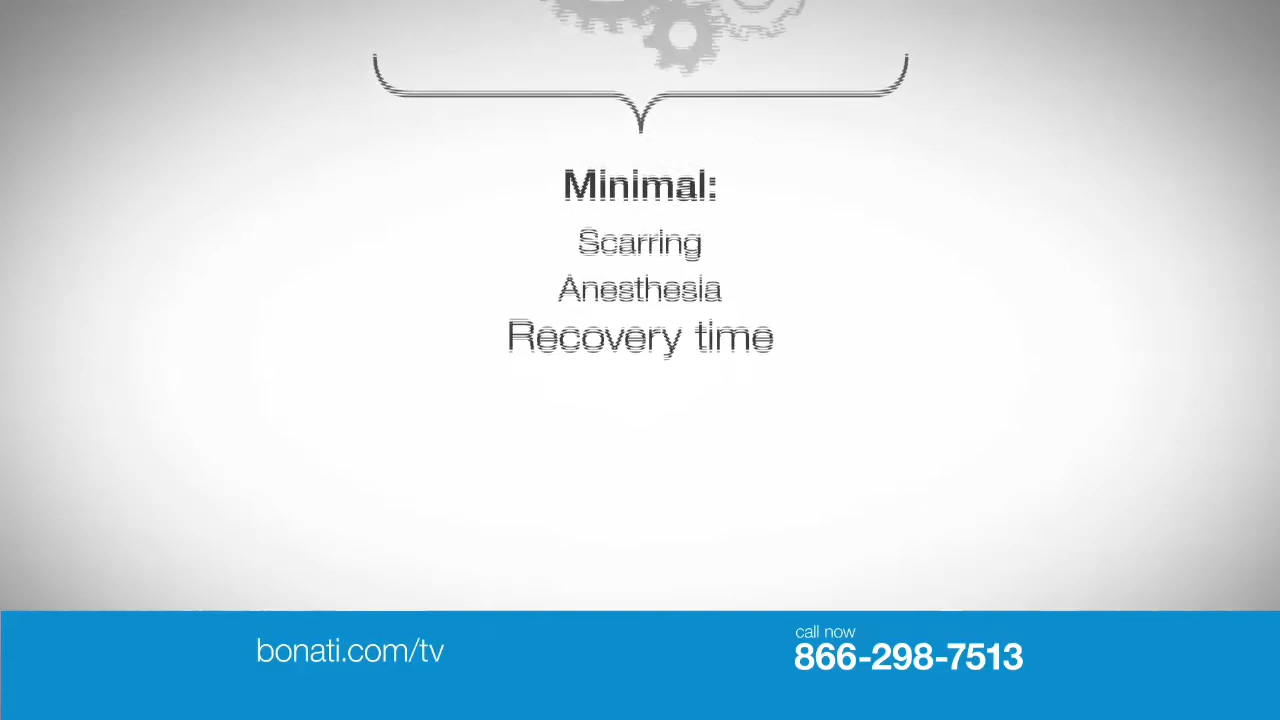 Minimal:
Scarring
Anesthesia
Recovery time
bonati.com/tv
call now
866-298-7513